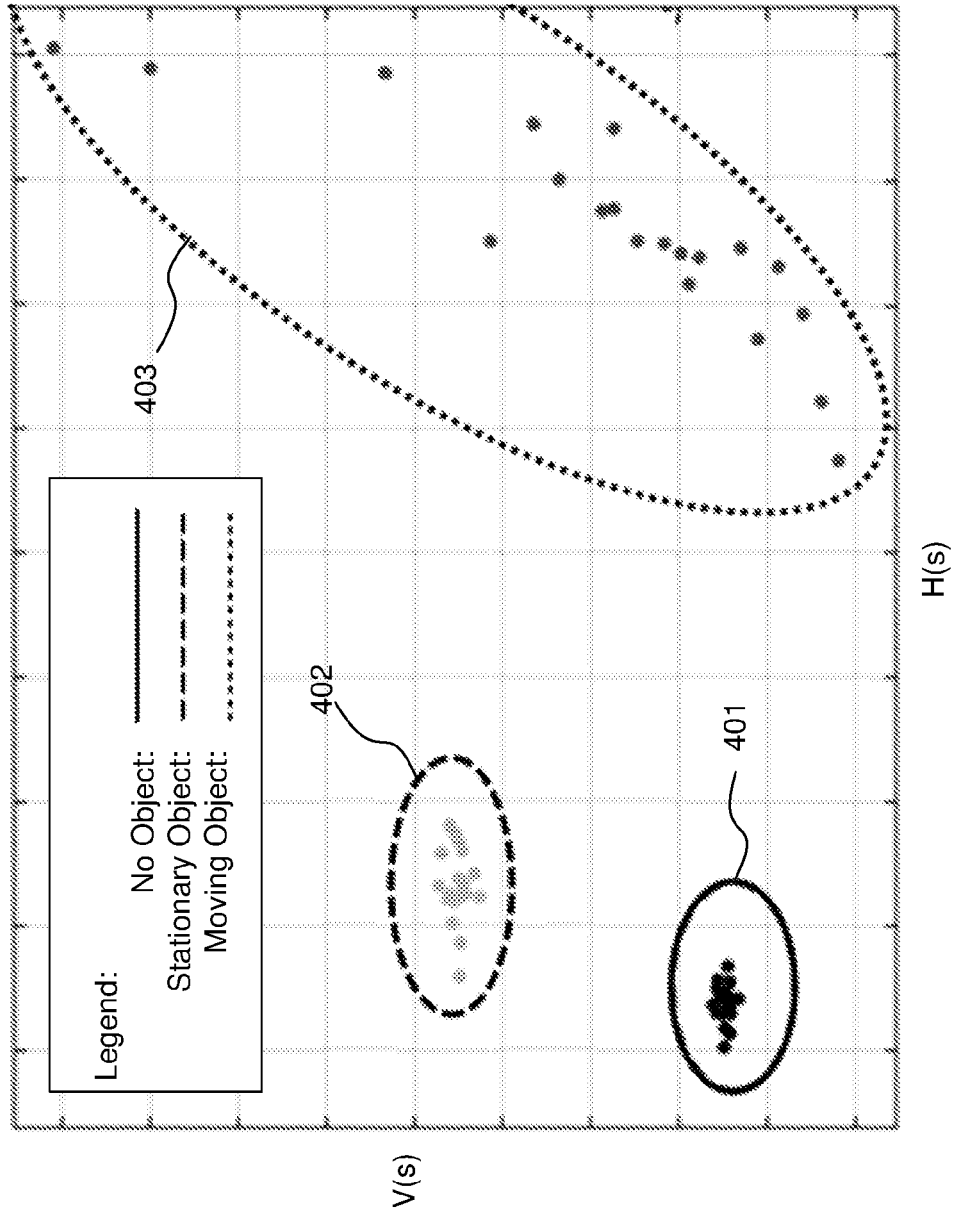 Legend:
No Object:
Stationary Object:
Moving Object:
403
402
401
V(s)
H(s)